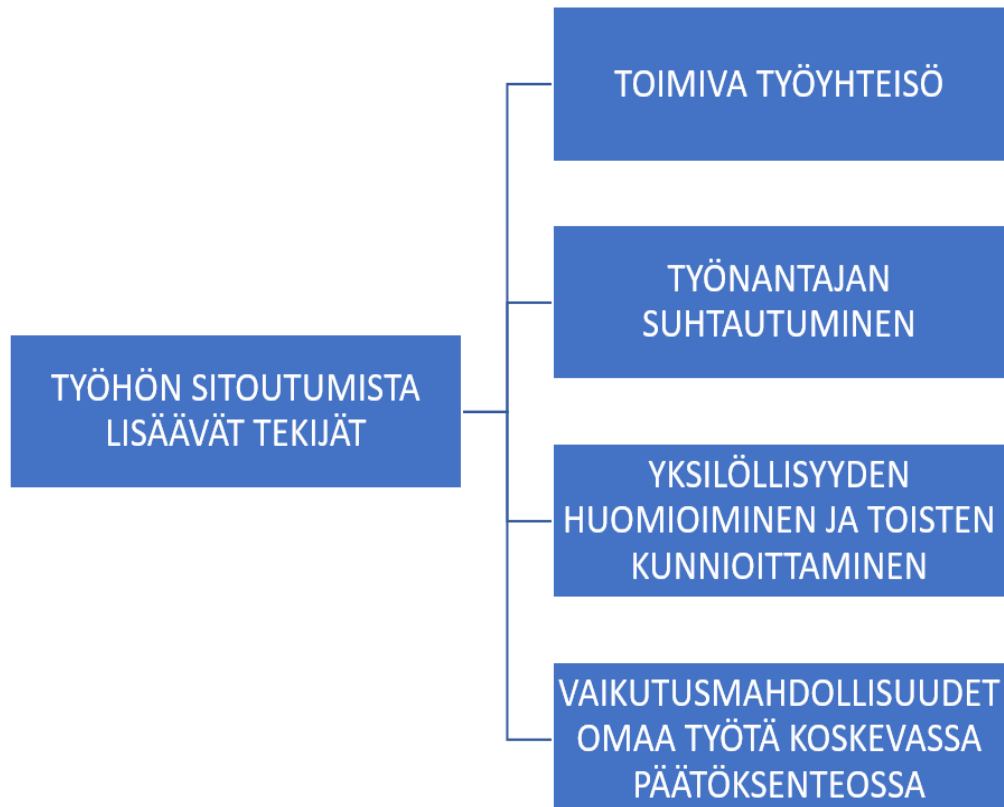 TOIMIVA TYÖYHTEISÖ
TYÖNANTAJAN
SUHTAUTUMINEN
TYÖHÖN SITOUTUMISTA
LISÄÄVÄT TEKIJÄT
YKSILÖLLISYYDEN
HUOMIOIMINEN JA TOISTEN
KUNNIOITTAMINEN
VAIKUTUSMAHDOLLISUUDET
OMAA TYÖTÄ KOSKEVASSA
PÄÄTÖKSENTEOSSA